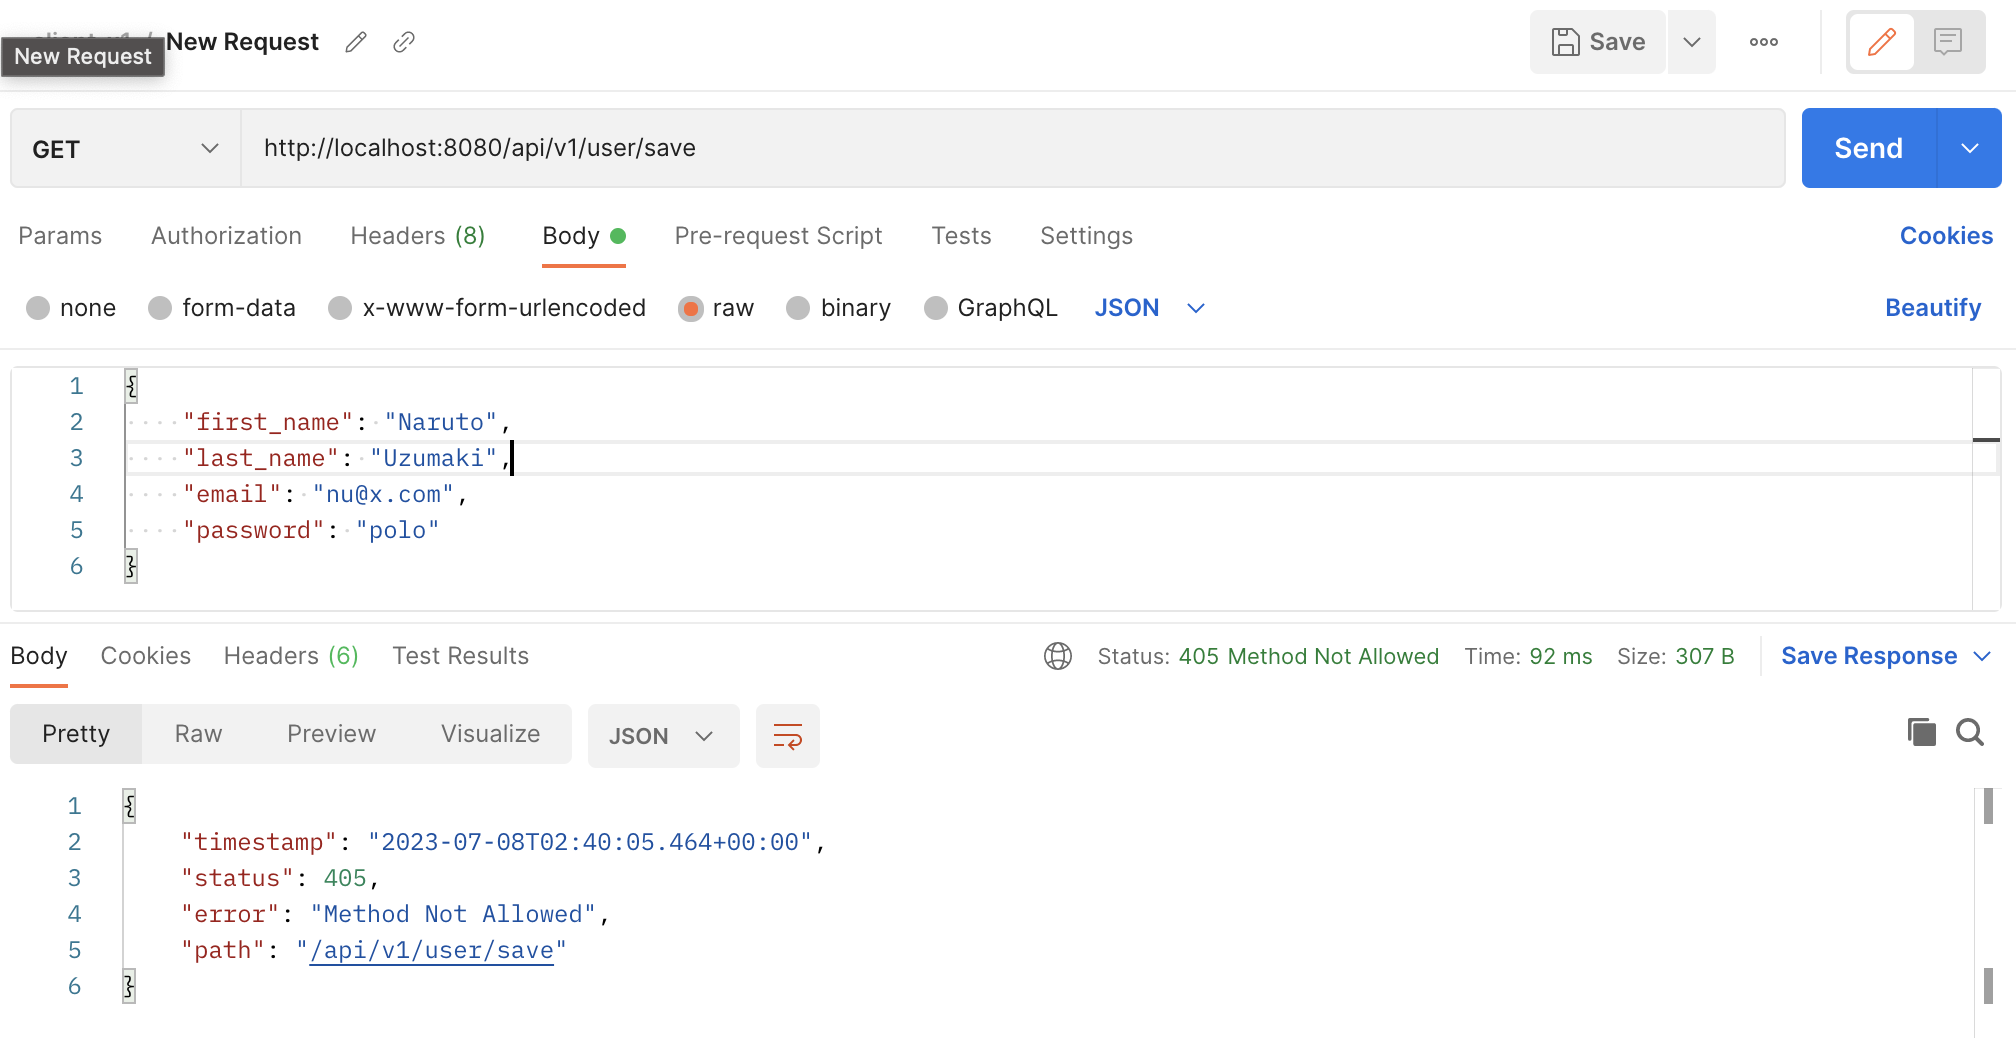 New Request
New Request
Save
GET
http://localhost:8080/api/v1/user/save
Send
Params Authorization Headers (8) Body Pre-request Script Tests Settings Cookies
none form-data x-www-form-urlencoded raw binary GraphQL JSON Beautify
1 {
2 "first_name": "Naruto",
3 "last_name": "Uzumaki",
4 "email": "nu@x.com",
5 "password": "polo"
6 }
Body Cookies Headers (6) Test Results Status: 405 Method Not Allowed Time: 92 ms Size: 307 B Save Response
Pretty Raw Preview Visualize JSON
1 {
2 "timestamp": "2023-07-08T02:40:05.464+00:00",
3 "status": 405,
4 "error": "Method Not Allowed",
5 "path": "/api/v1/user/save"
6 }